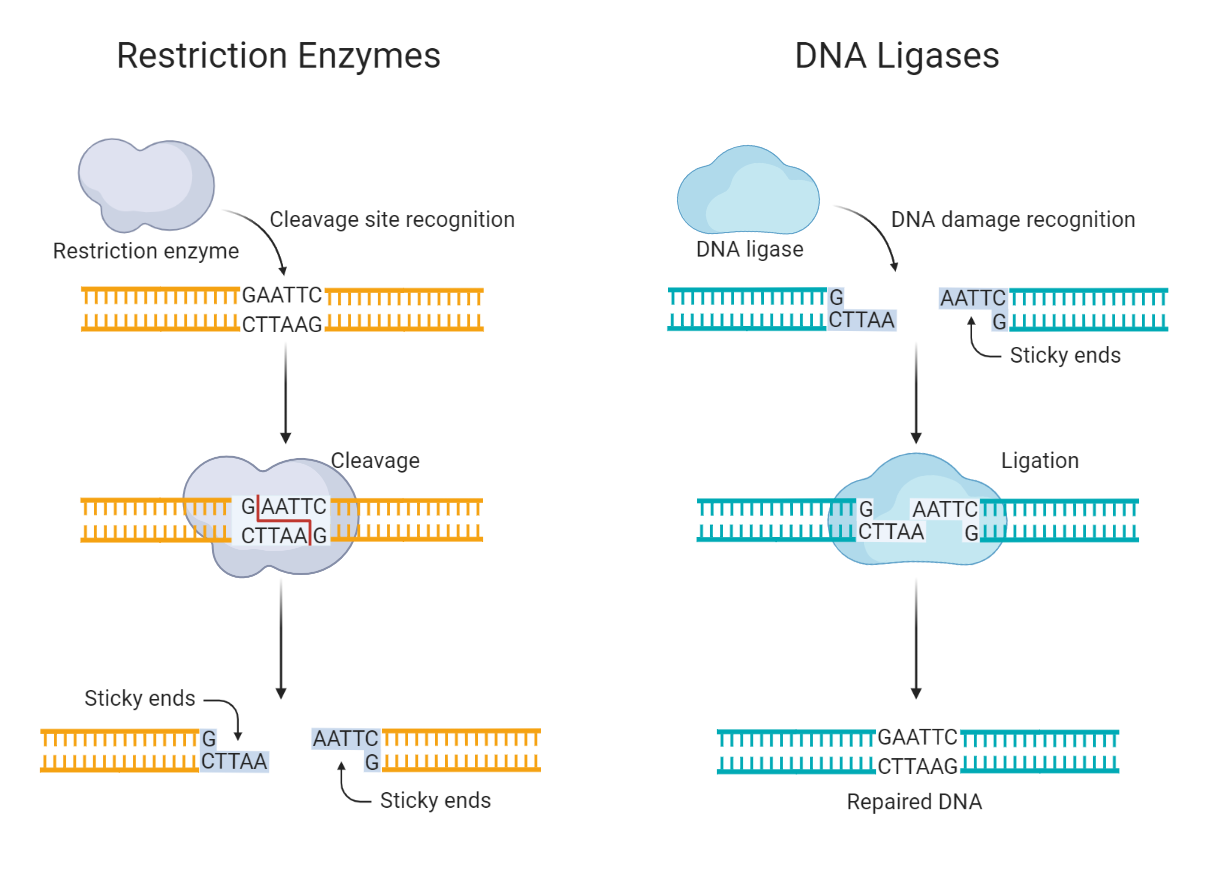 Restriction Enzymes
Cleavage site recognition
Restriction enzyme
GAATTC
CTTAAG
Cleavage
G AATTC
CTTAA G
Sticky ends
G
CTTAA
AATTC
G
Sticky ends
DNA Ligases
DNA damage recognition
DNA ligase
G
CTTAA
AATTC
G
Sticky ends
Ligation
G AATTC
CTTAA G
GAATTC
CTTAAG
Repaired DNA